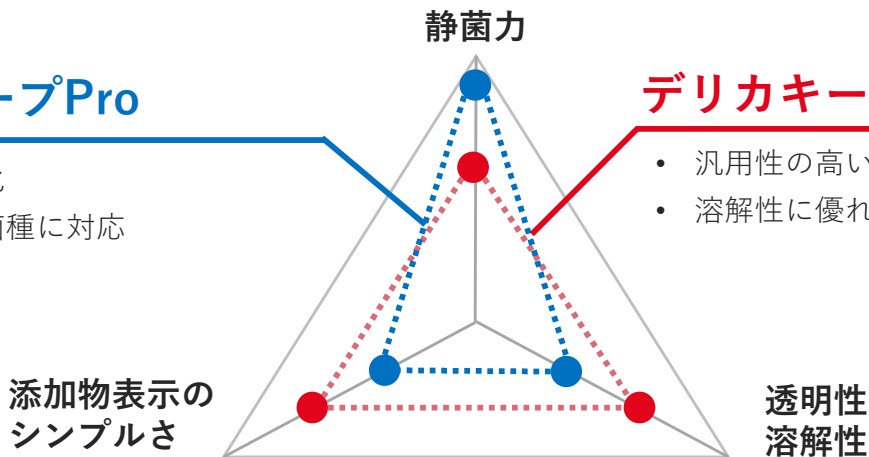 静菌力
ープPro
菌種に対応
デリカキー
• 汎用性の高い
• 溶解性に優れ
添加物表示の
シンプルさ
透明性
溶解性